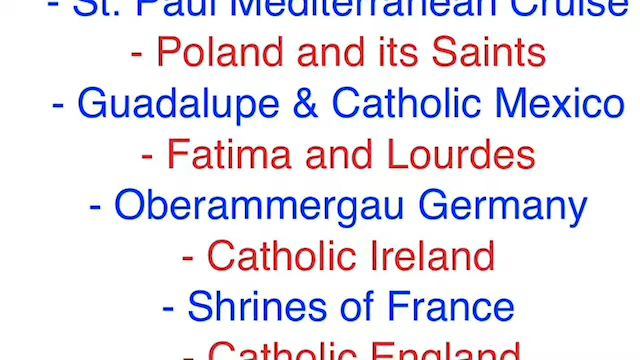 - St. Paul Mediterranean Cruise
- Poland and its Saints
- Guadalupe & Catholic Mexico
- Fatima and Lourdes
- Oberammergau Germany
- Catholic Ireland
- Shrines of France
- Catholic England